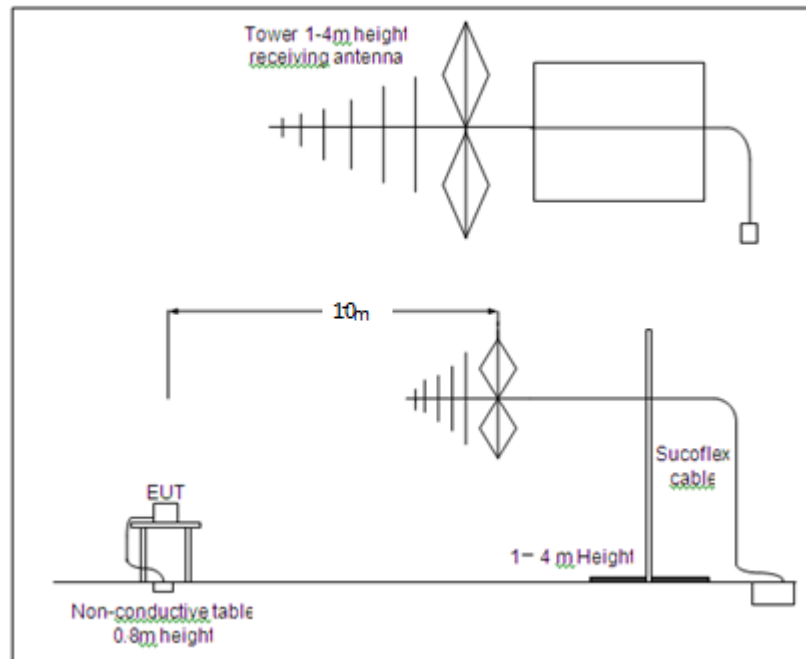 Tower 1-4m height
receiving antenna
10m
EUT
Sucoflex
cable
1– 4 m Height
Non-conductive table
0.8m height